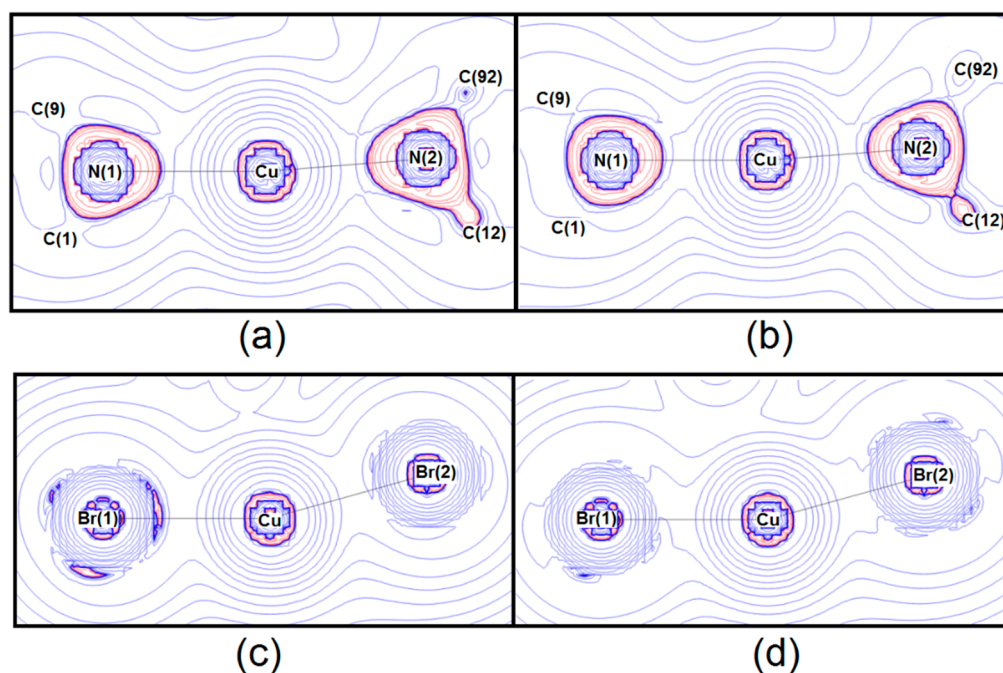 C(9) N(1) C(1) Cu N(2) C(92) C(12)
C(9) N(1) C(1) Cu N(2) C(92) C(12)
(a) (b)
Br(1) Cu Br(2)
Br(1) Cu Br(2)
(c) (d)